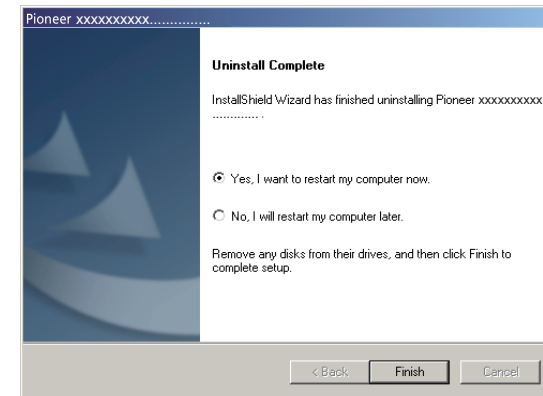 Pioneer xxxxxxxxxx...............
Uninstall Complete
InstallShield Wizard has finished uninstalling Pioneer xxxxxxxxxx
............. .
Yes, I want to restart my computer now.
No, I will restart my computer later.
Remove any disks from their drives, and then click Finish to
complete setup.
< Back Finish Cancel